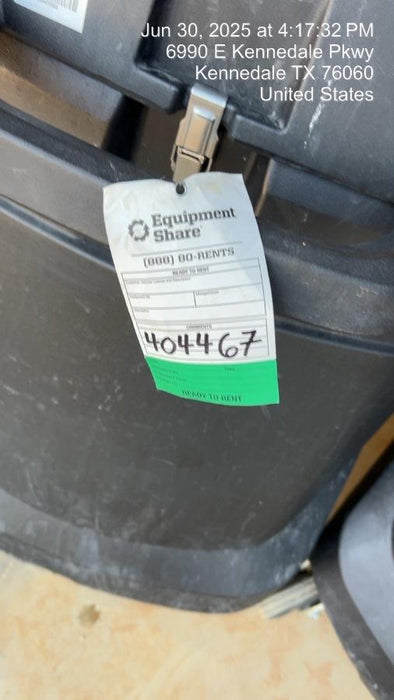 Jun 30, 2025 at 4:17:32 PM
6990 E Kennedale Pkwy
Kennedale TX 76060
United States
Equipment
Share
(888) 80-RENTS
READY TO RENT
COMMENTS
404467
READY TO RENT